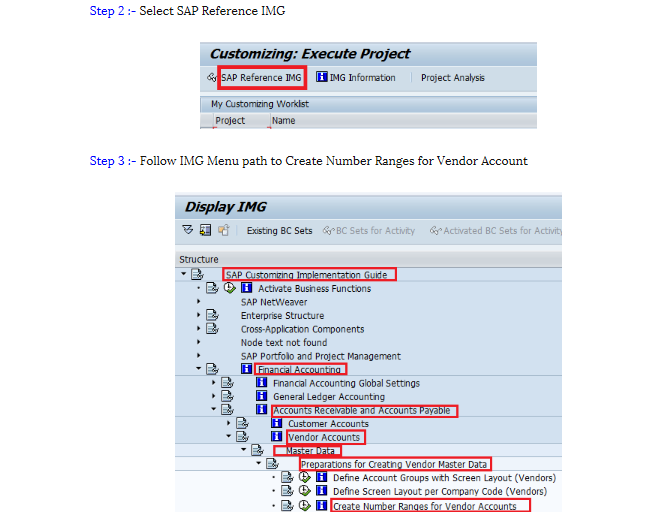 Step 2 :- Select SAP Reference IMG
Customizing: Execute Project
SAP Reference IMG IMG Information Project Analysis
My Customizing Worklist
Project Name
Step 3 :- Follow IMG Menu path to Create Number Ranges for Vendor Account
Display IMG
Existing BC Sets BC Sets for Activity Activated BC Sets for Activity
Structure
SAP Customizing Implementation Guide
Activate Business Functions
SAP NetWeaver
Enterprise Structure
Cross-Application Components
Node text not found
SAP Portfolio and Project Management
Financial Accounting
Financial Accounting Global Settings
General Ledger Accounting
Accounts Receivable and Accounts Payable
Customer Accounts
Vendor Accounts
Master Data
Preparations for Creating Vendor Master Data
Define Account Groups with Screen Layout (Vendors)
Define Screen Layout per Company Code (Vendors)
Create Number Ranges for Vendor Accounts